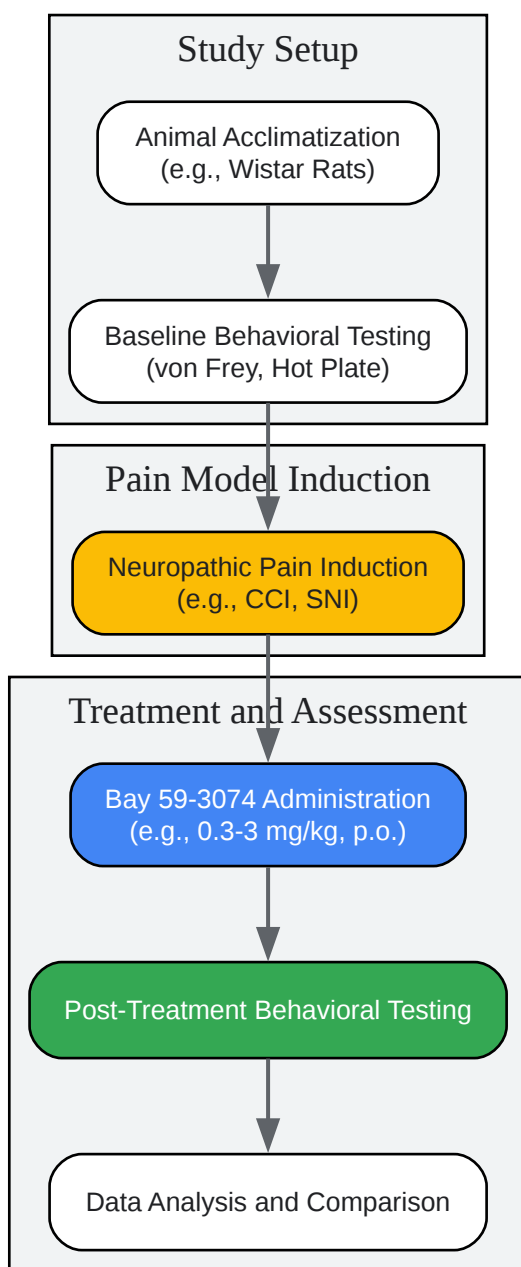 Study Setup
Animal Acclimatization
(e.g., Wistar Rats)
Baseline Behavioral Testing
(von Frey, Hot Plate)
Pain Model Induction
Neuropathic Pain Induction
(e.g., CCI, SNI)
Treatment and Assessment
Bay 59-3074 Administration
(e.g., 0.3-3 mg/kg, p.o.)
Post-Treatment Behavioral Testing
Data Analysis and Comparison